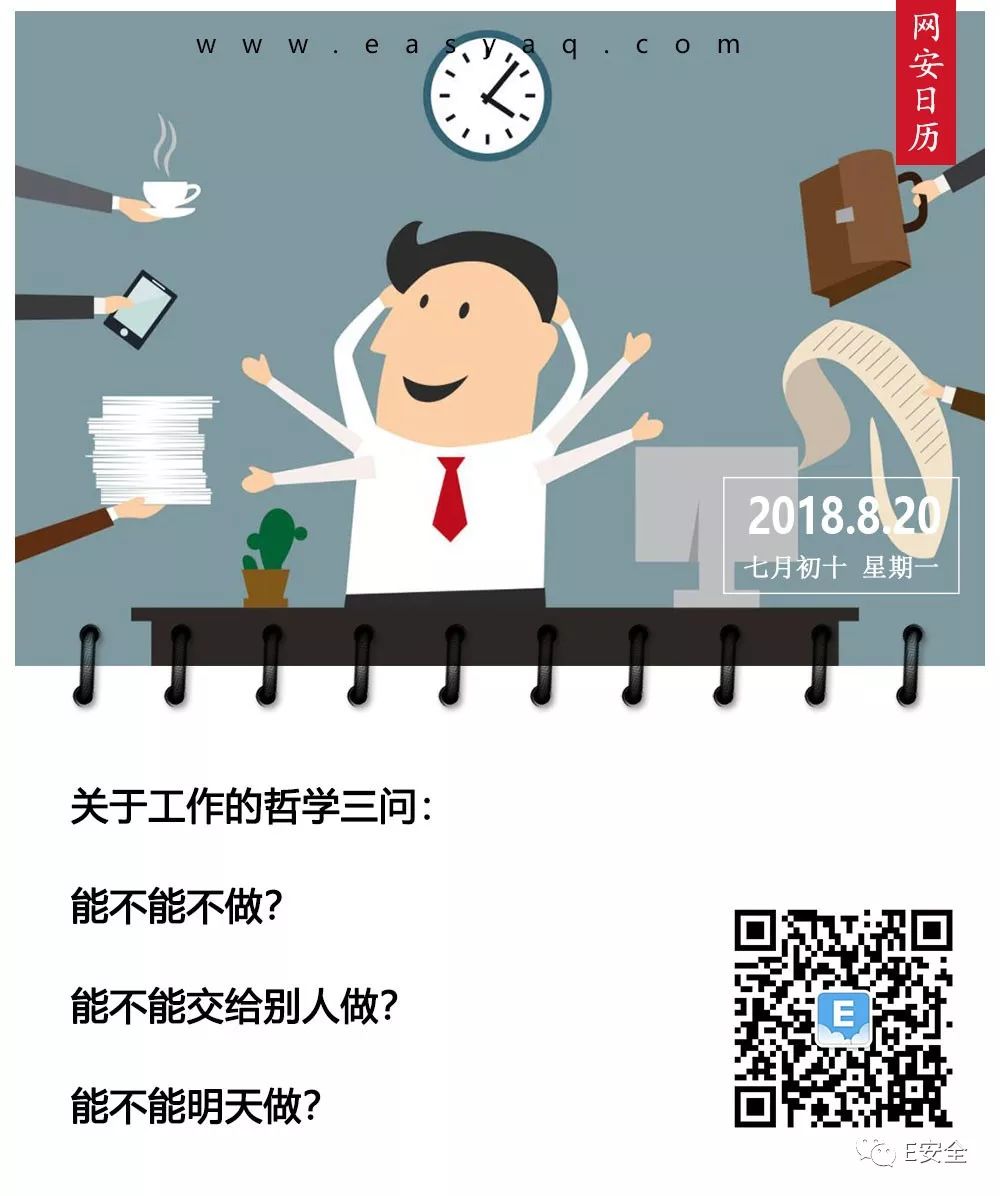 www.easyaq.com
网安日历
2018.8.20
七月初十 星期一
关于工作的哲学三问：
能不能不做？
能不能交给别人做？
能不能明天做？
E
E安全